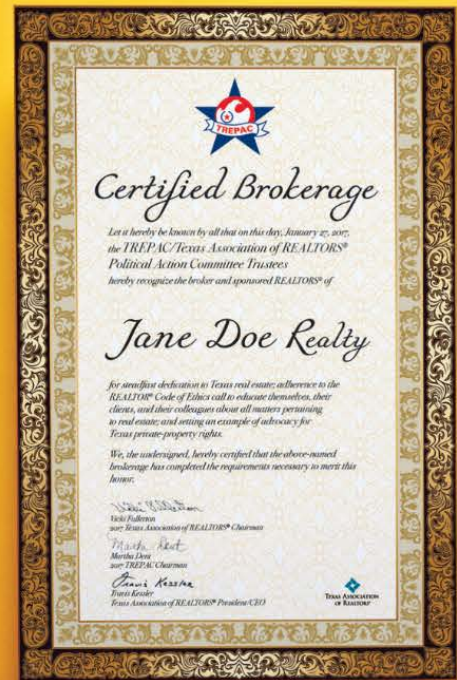 TREPAC
Certified Brokerage
Let it hereby be known by all that on this day, January 27, 2017,
the TREPAC/Texas Association of REALTORS®
Political Action Committee Trustees
hereby recognize the broker and sponsored REALTORS® of
Jane Doe Realty
for steadfast dedication to Texas real estate; adherence to the
REALTOR® Code of Ethics call to educate themselves, their
clients, and their colleagues about all matters pertaining
to real estate; and setting an example of advocacy for
Texas private-property rights.
We, the undersigned, hereby certified that the above-named
brokerage has completed the requirements necessary to merit this
honor.
Vicki Fullerton
Vicki Fullerton
2017 Texas Association of REALTORS® Chairman
Martha Dent
Martha Dent
2017 TREPAC Chairman
Travis Kessler
Travis Kessler
Texas Association of REALTORS® President/CEO
TEXAS ASSOCIATION
OF REALTORS®